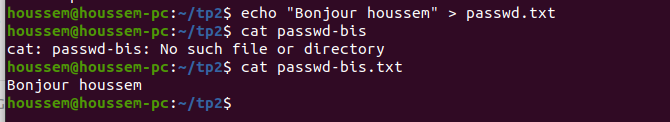 houssem@houssem-pc:~/tp2$ echo "Bonjour houssem" > passwd.txt
houssem@houssem-pc:~/tp2$ cat passwd-bis
cat: passwd-bis: No such file or directory
houssem@houssem-pc:~/tp2$ cat passwd-bis.txt
Bonjour houssem
houssem@houssem-pc:~/tp2$